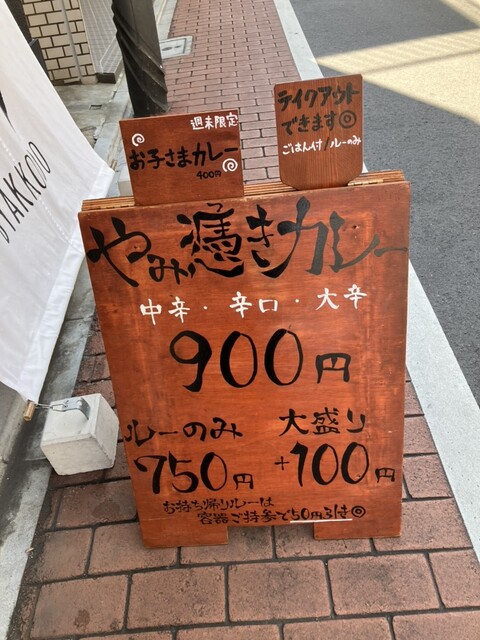 週末限定
お子さまカレー
400円
テイクアウト
できます
ごはん付/ルーのみ
やみ憑きカレー
中辛・辛口・大辛
900円
ルーのみ
750円
大盛り
+100円
お持ち帰りルーは
容器ご持参で50円引け